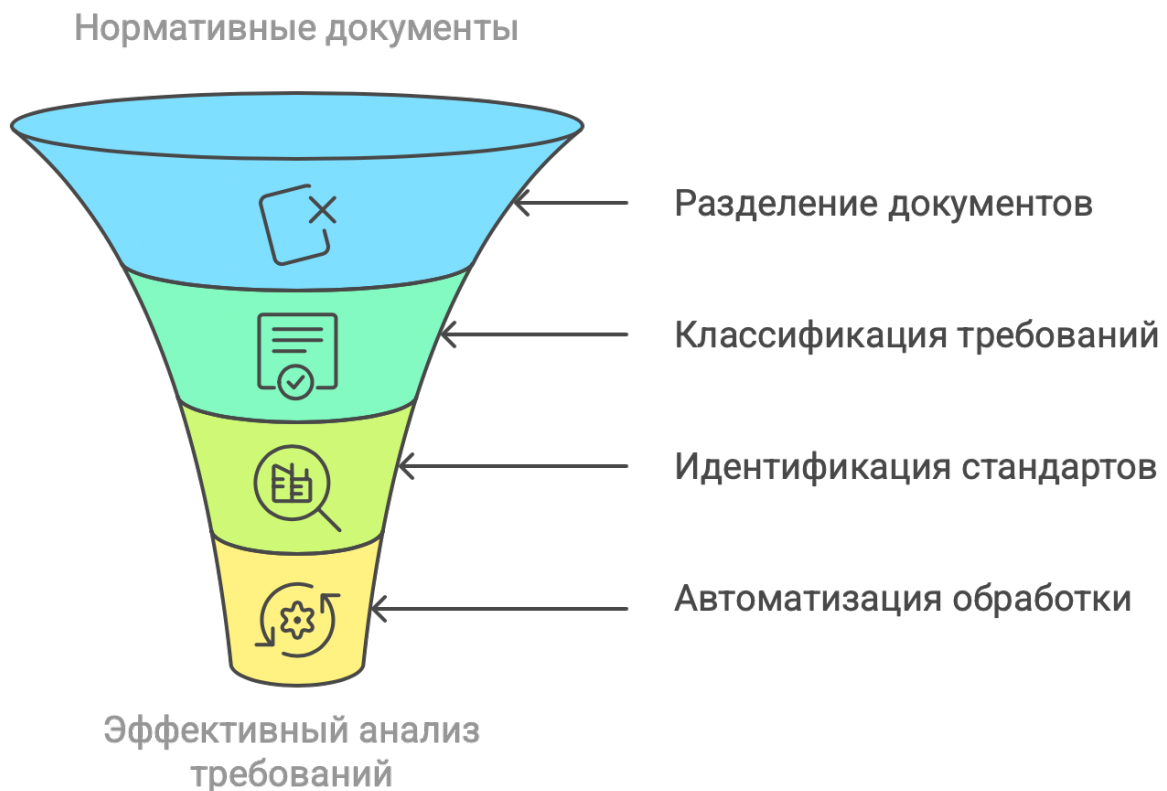 Нормативные документы
Разделение документов
Классификация требований
Идентификация стандартов
Автоматизация обработки
Эффективный анализ
требований